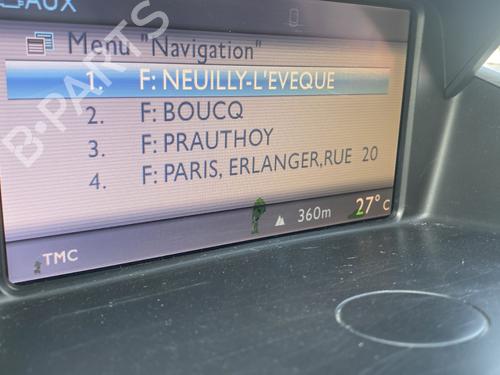 AUX
Menu "Navigation"
1. F: NEUILLY-L'EVEQUE
2. F: BOUCQ
3. F: PRAUTHOY
4. F: PARIS, ERLANGER,RUE 20
360m 27°C
TMC
B-PARTS